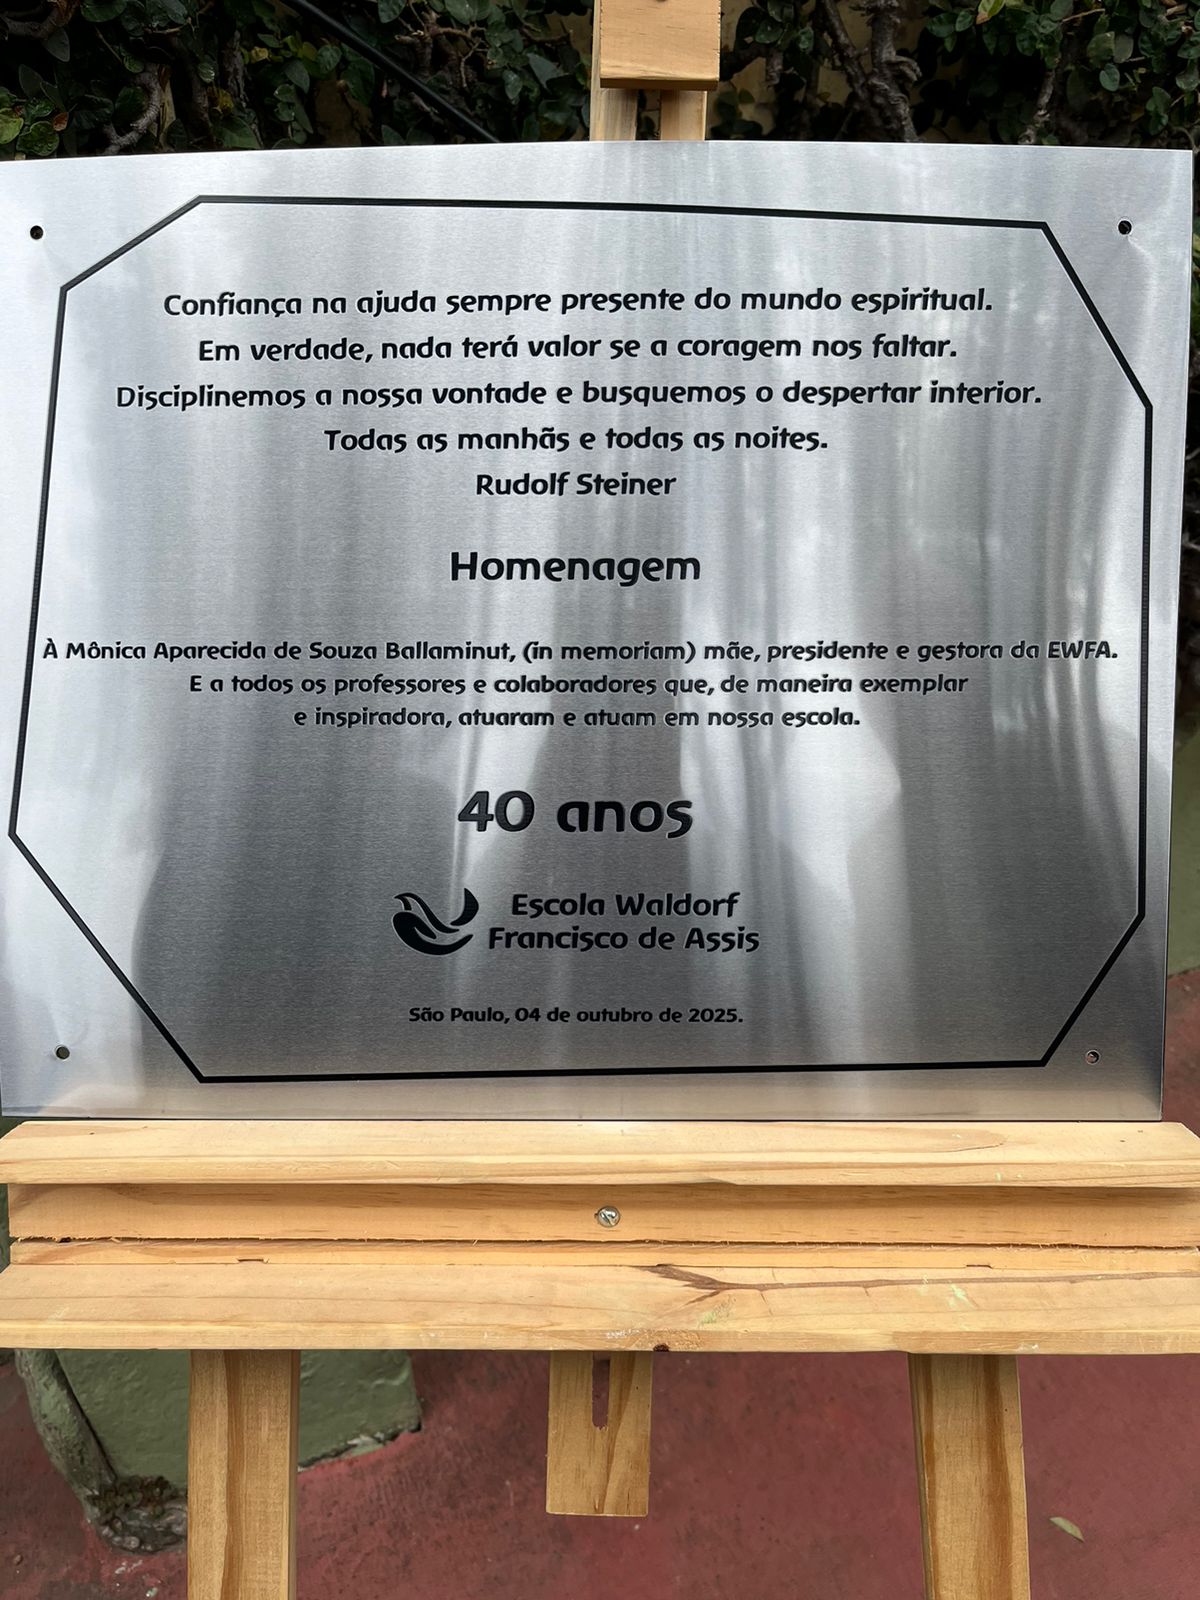 Confiança na ajuda sempre presente do mundo espiritual.
Em verdade, nada terá valor se a coragem nos faltar.
Disciplinemos a nossa vontade e busquemos o despertar interior.
Todas as manhãs e todas as noites.
Rudolf Steiner
Homenagem
À Mônica Aparecida de Souza Ballaminut, (in memoriam) mãe, presidente e gestora da EWFA.
E a todos os professores e colaboradores que, de maneira exemplar
e inspiradora, atuaram e atuam em nossa escola.
40 anos
Escola Waldorf
Francisco de Assis
São Paulo, 04 de outubro de 2025.